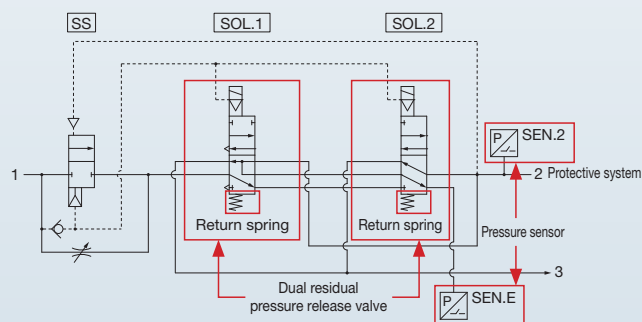 SS
SOL.1
SOL.2
P
SEN.2
1
2 Protective system
Return spring
Return spring
Pressure sensor
Dual residual
pressure release valve
3
P
SEN.E